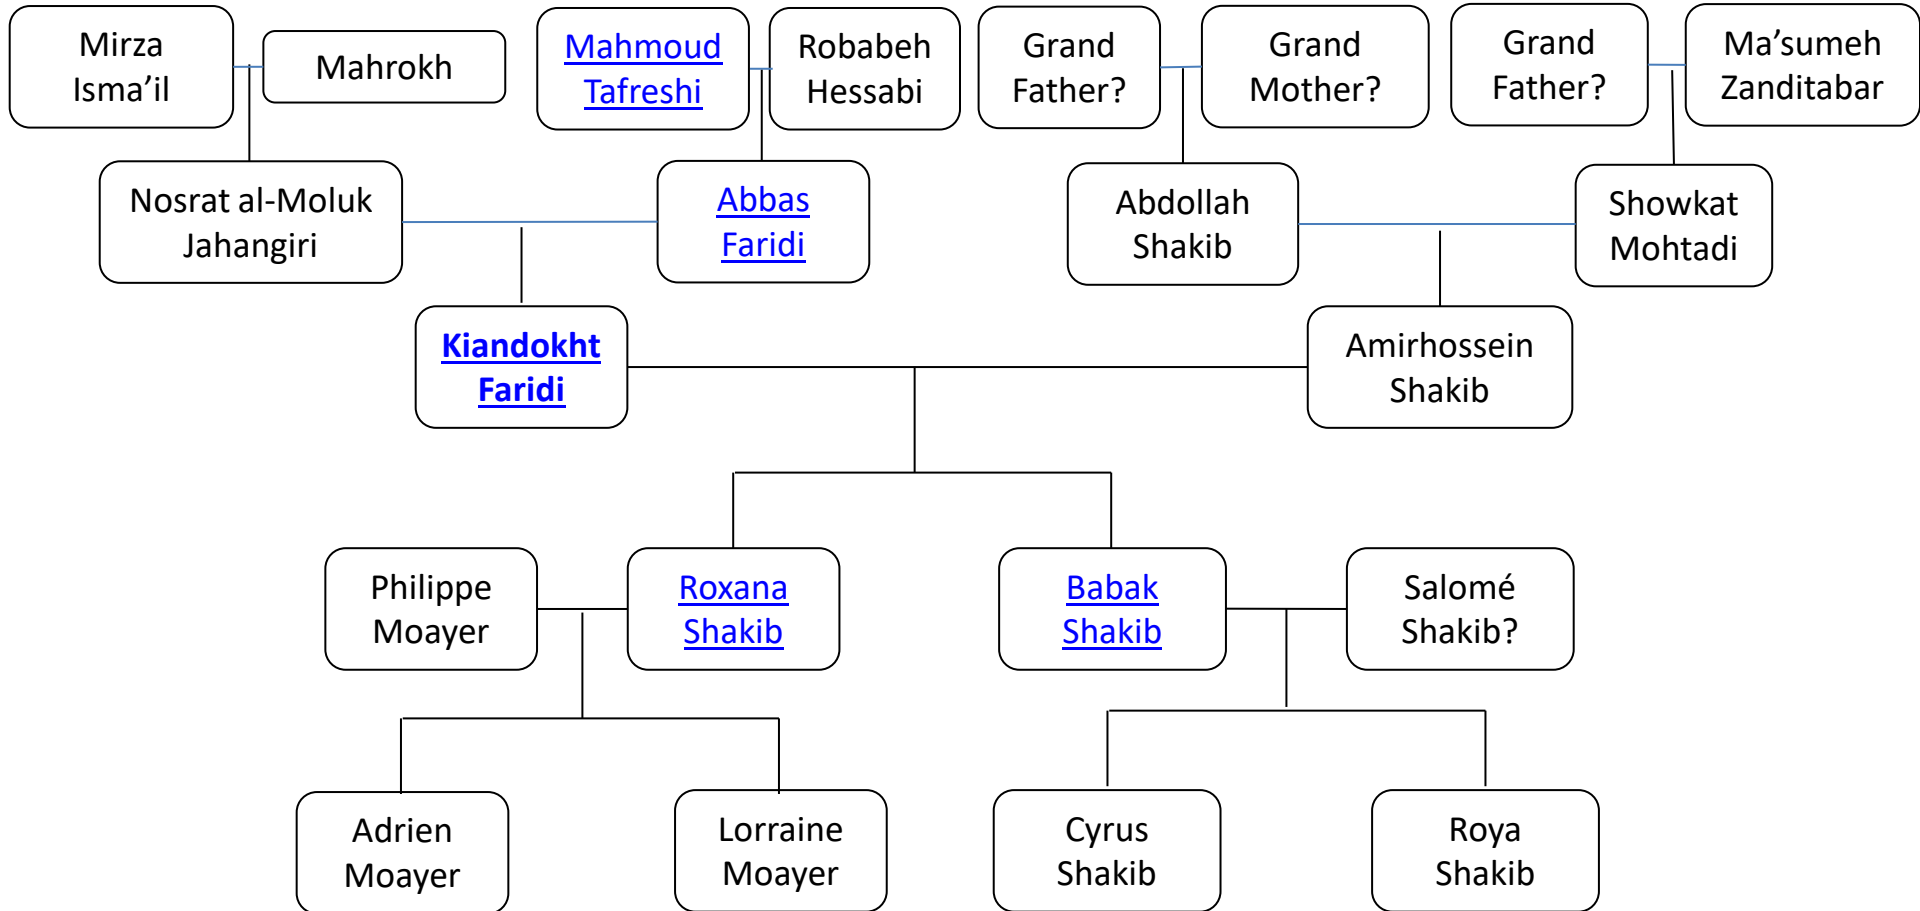 Mirza
Isma’il
Mahrokh
Mahmoud
Tafreshi
Robabeh
Hessabi
Grand
Father?
Grand
Mother?
Grand
Father?
Ma’sumeh
Zanditabar
Nosrat al-Moluk
Jahangiri
Abbas
Faridi
Abdollah
Shakib
Showkat
Mohtadi
Kiandokht
Faridi
Amirhossein
Shakib
Philippe
Moayer
Roxana
Shakib
Babak
Shakib
Salomé
Shakib?
Adrien
Moayer
Lorraine
Moayer
Cyrus
Shakib
Roya
Shakib